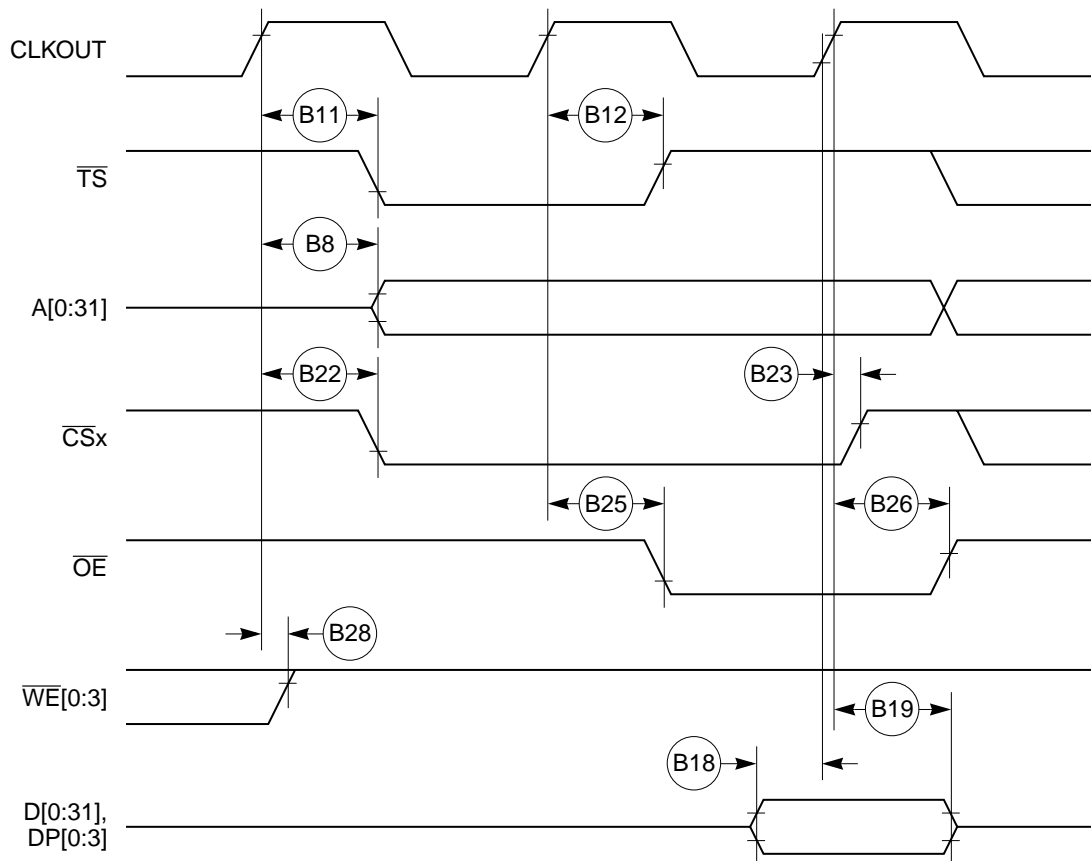 CLKOUT
B11
B12
TS
B8
A[0:31]
B22
B23
CSx
B25
B26
OE
B28
WE[0:3]
B19
B18
D[0:31],
DP[0:3]